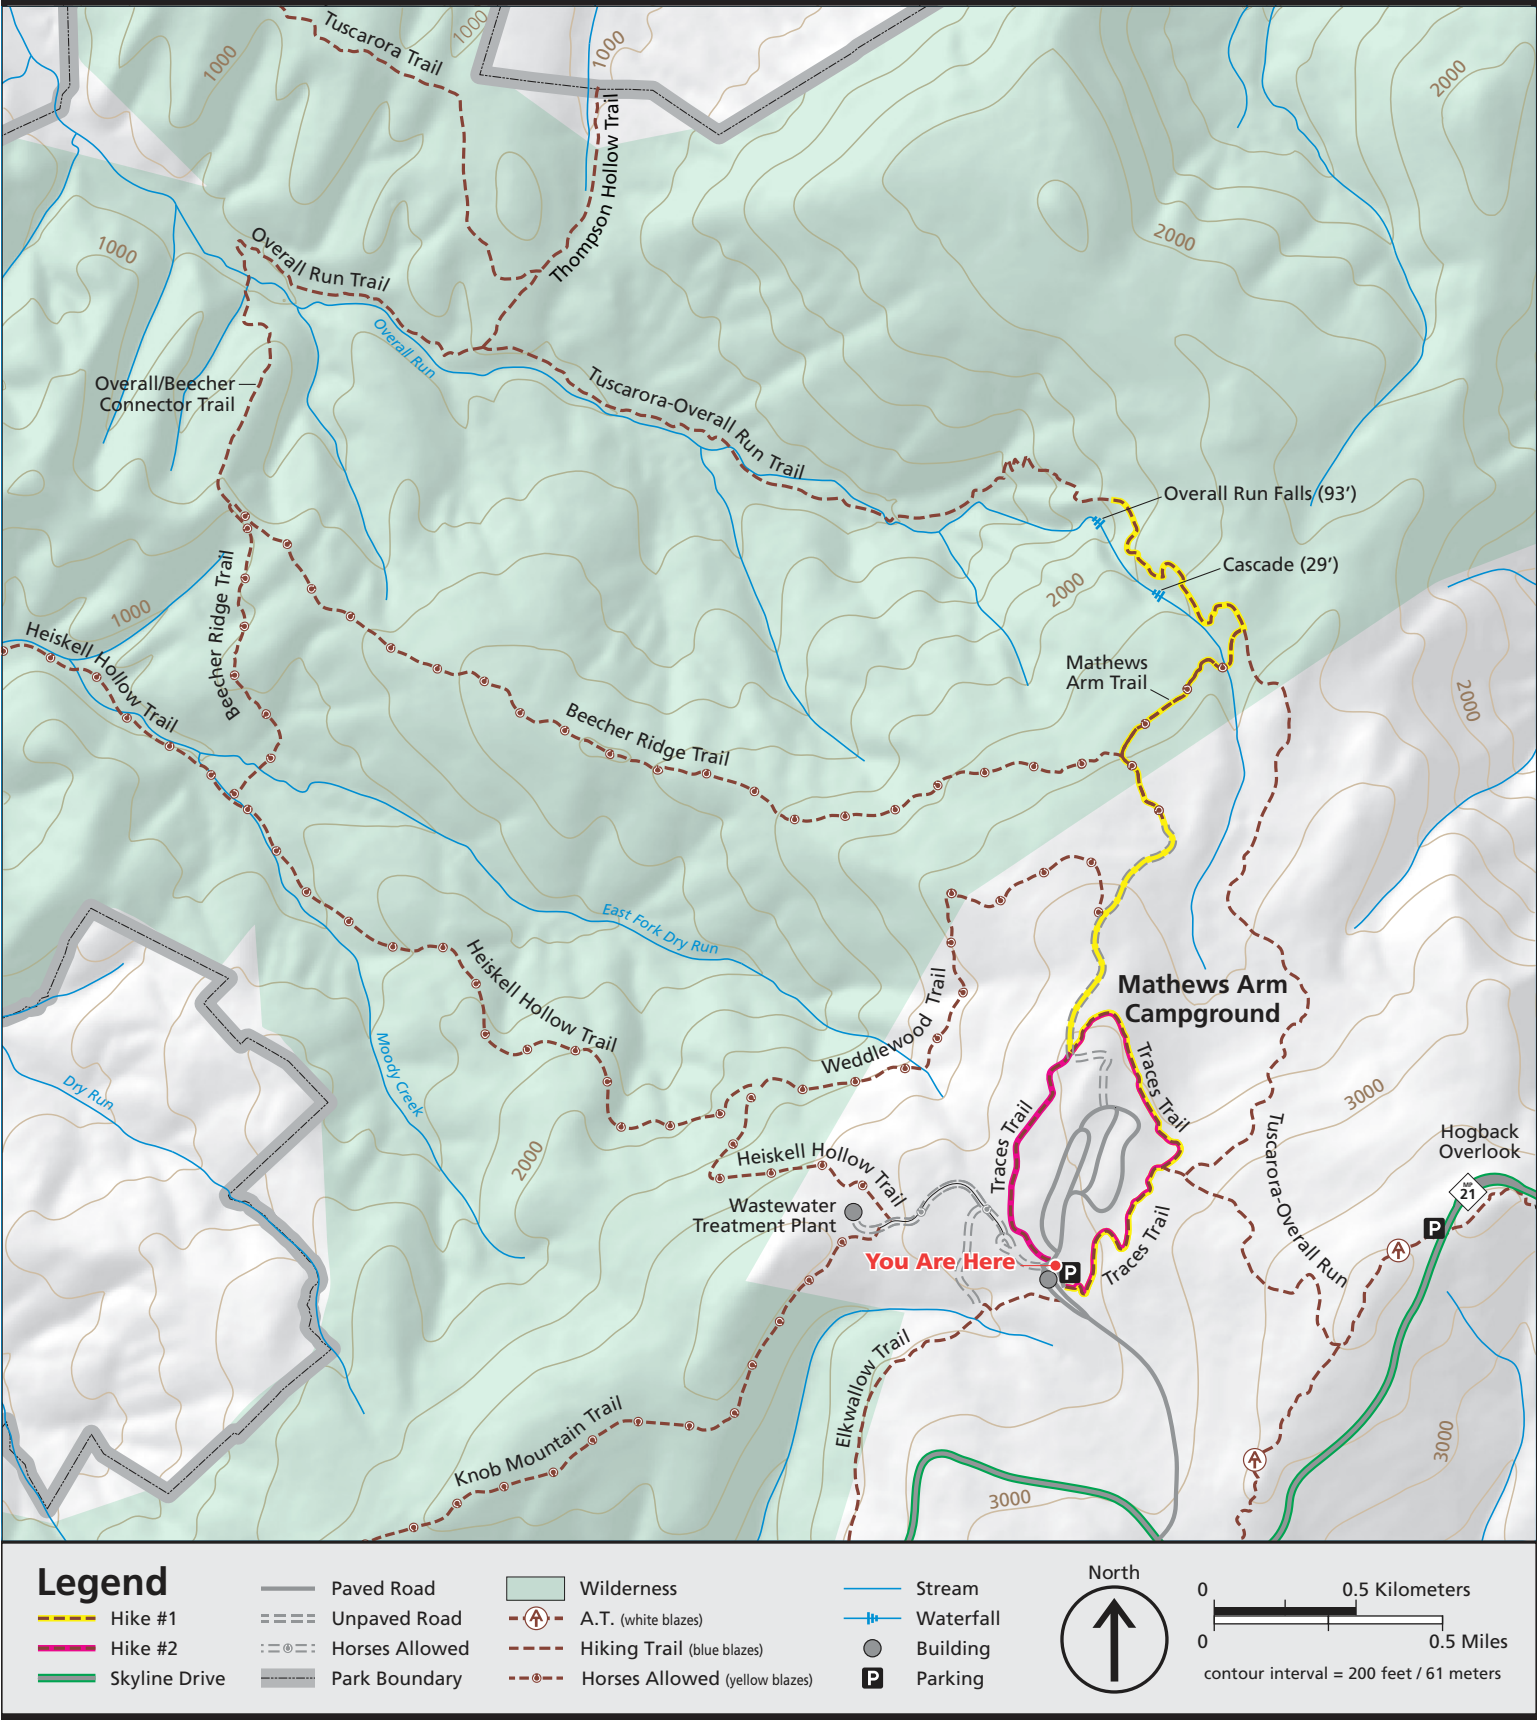 Tuscarora Trail
1000
1000
1000
2000
Thompson Hollow Trail
1000
2000
Overall Run Trail
Overall Run
Overall/Beecher
Connector Trail
Tuscarora-Overall Run Trail
Overall Run Falls (93’)
Cascade (29’)
2000
1000
Beecher Ridge Trail
Heiskell Hollow Trail
Mathews
Arm Trail
2000
Beecher Ridge Trail
East Fork Dry Run
Heiskell Hollow Trail
Weddlewood Trail
Mathews Arm
Campground
Moody Creek
Dry Run
Traces Trail
3000
Traces Trail
2000
Heiskell Hollow Trail
Tuscarora-Overall Run
Hogback
Overlook
MP
21
Wastewater
Treatment Plant
P
You Are Here
P
Traces Trail
Elkwallow Trail
Knob Mountain Trail
3000
3000
Legend
Hike #1
Hike #2
Skyline Drive
Paved Road
Unpaved Road
Horses Allowed
Park Boundary
Wilderness
A.T. (white blazes)
Hiking Trail (blue blazes)
Horses Allowed (yellow blazes)
Stream
Waterfall
Building
P Parking
North
0 0.5 Kilometers
0 0.5 Miles
contour interval = 200 feet / 61 meters